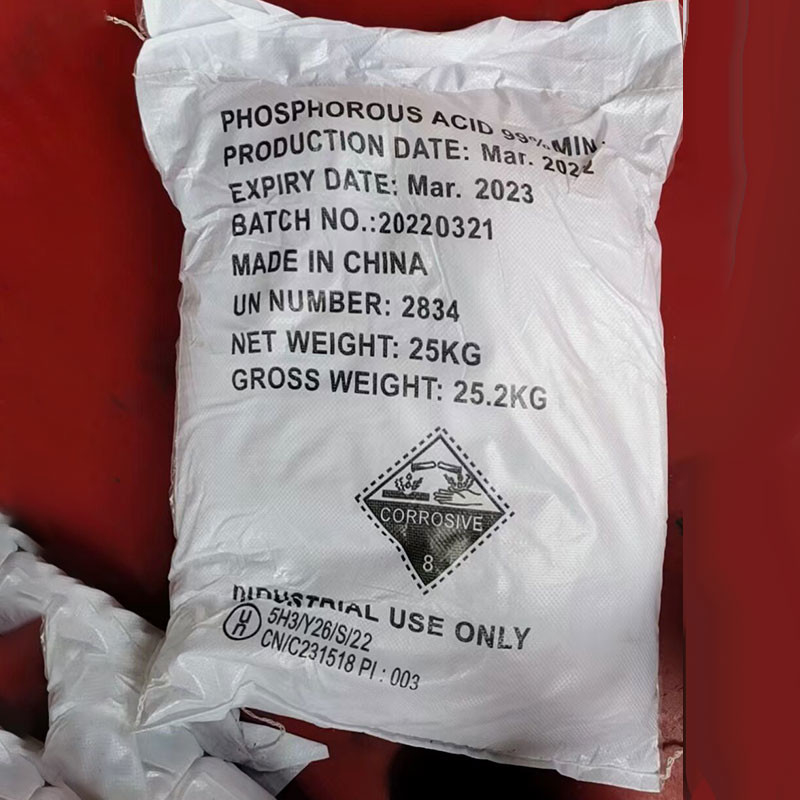 PHOSPHOROUS ACID 99% MIN.
PRODUCTION DATE: Mar. 2022
EXPIRY DATE: Mar. 2023
BATCH NO.:20220321
MADE IN CHINA
UN NUMBER: 2834
NET WEIGHT: 25KG
GROSS WEIGHT: 25.2KG
CORROSIVE
8
INDUSTRIAL USE ONLY
un 5H3/Y26/S/22
CN/C231518 PI : 003